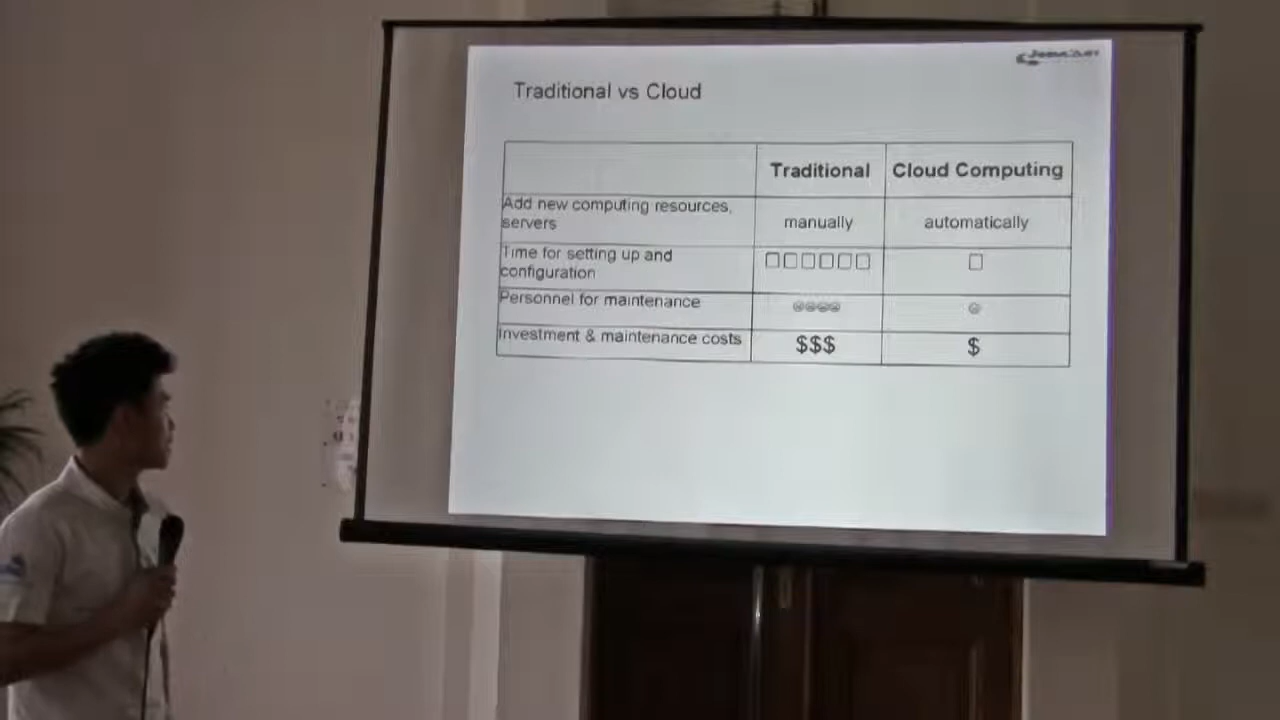 Traditional vs Cloud
Traditional Cloud Computing
Add new computing resources,
servers
manually automatically
Time for setting up and
configuration
□□□□□□ □
Personnel for maintenance
☺☺☺☺ ☺
Investment & maintenance costs $$$ $